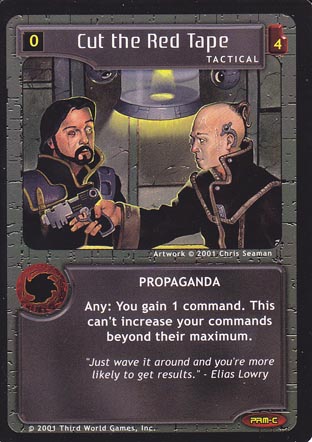 0
Cut the Red Tape
4
TACTICAL
Artwork © 2001 Chris Seaman
PROPAGANDA
Any: You gain 1 command. This
can't increase your commands
beyond their maximum.
"Just wave it around and you're more
likely to get results." - Elias Lowry
© 2001 Third World Games, Inc.
PRM-C